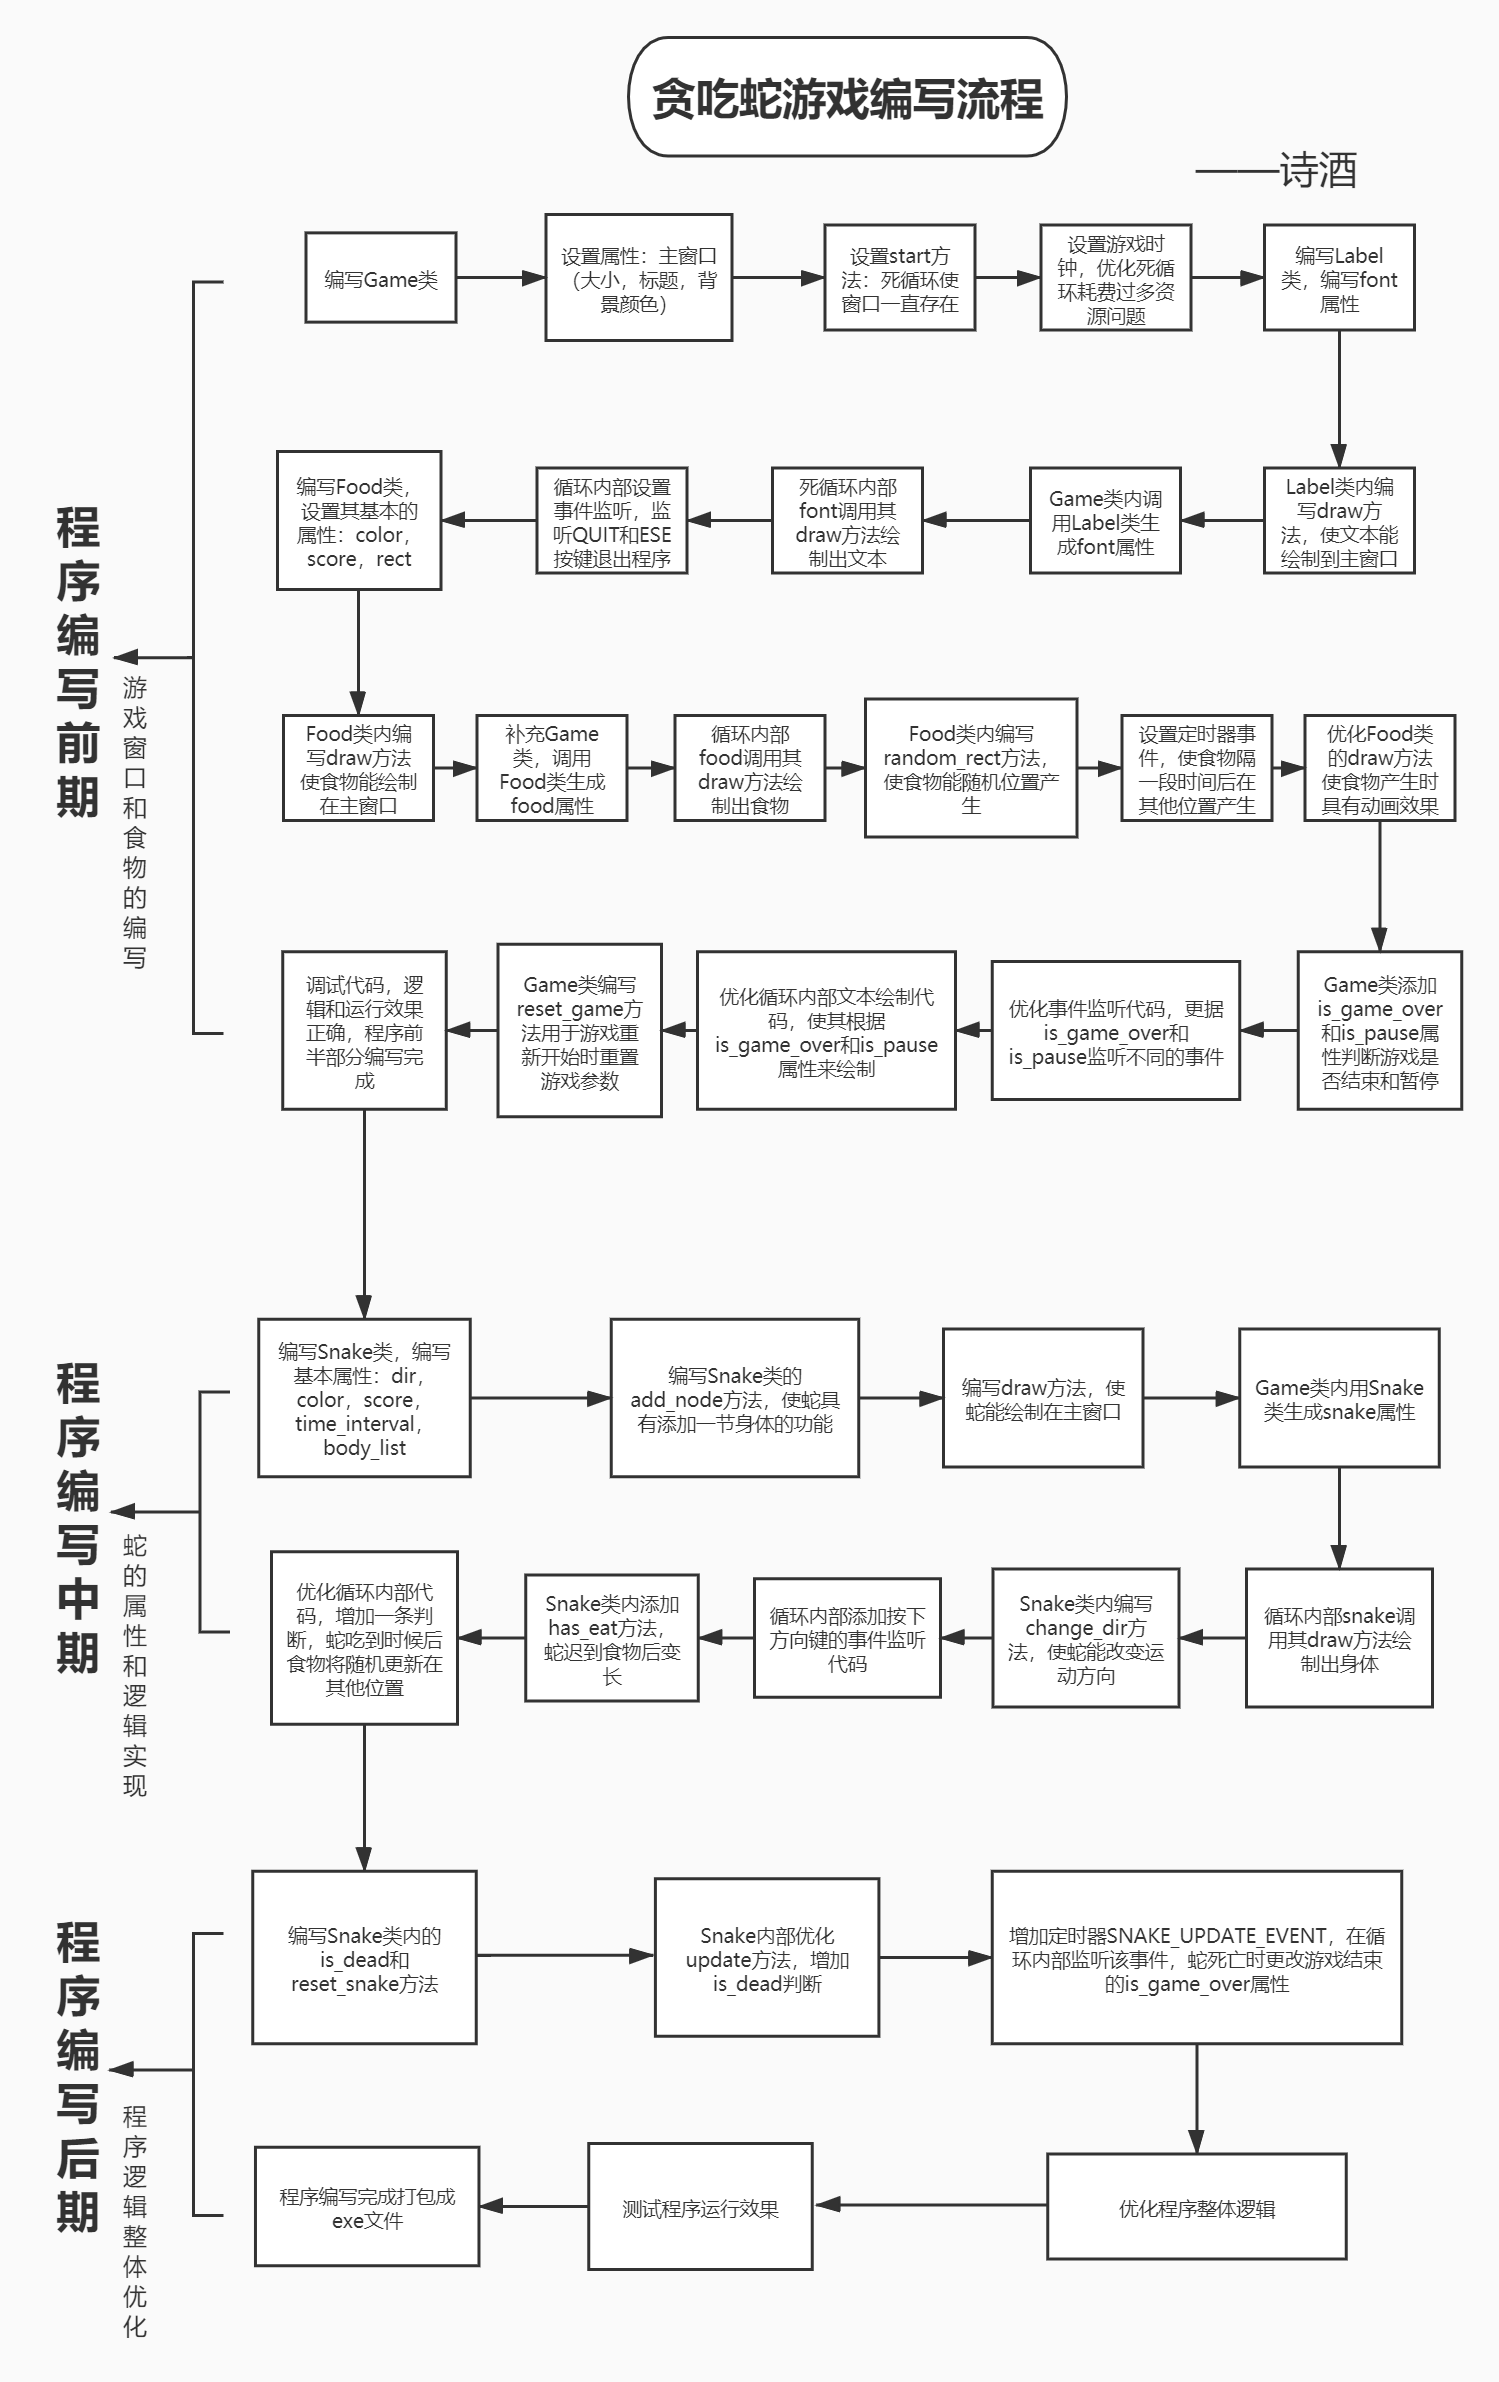 贪吃蛇游戏编写流程
——诗酒
编写Game类
设置属性：主窗口
（大小，标题，背
景颜色）
设置start方
法：死循环使
窗口一直存在
设置游戏时
钟，优化死循
环耗费过多资
源问题
编写Label
类，编写font
属性
Label类内编
写draw方
法，使文本能
绘制到主窗口
Game类内调
用Label类生
成font属性
死循环内部
font调用其
draw方法绘
制出文本
循环内部设置
事件监听，监
听QUIT和ESE
按键退出程序
编写Food类，
设置其基本的
属性：color，
score，rect
程序编写前期
游戏窗口和食物的编写
Food类内编
写draw方法
使食物能绘制
在主窗口
补充Game
类，调用
Food类生成
food属性
循环内部
food调用其
draw方法绘
制出食物
Food类内编写
random_rect方法，
使食物能随机位置产
生
设置定时器事
件，使食物隔
一段时间后在
其他位置产生
优化Food类
的draw方法
使食物产生时
具有动画效果
Game类添加
is_game_over
和is_pause属
性判断游戏是
否结束和暂停
优化事件监听代码，更据
is_game_over和
is_pause监听不同的事件
优化循环内部文本绘制代
码，使其根据
is_game_over和is_pause
属性来绘制
Game类编写
reset_game方
法用于游戏重
新开始时重置
游戏参数
调试代码，逻
辑和运行效果
正确，程序前
半部分编写完
成
编写Snake类，编写
基本属性：dir，
color，score，
time_interval，
body_list
编写Snake类的
add_node方法，使蛇具
有添加一节身体的功能
编写draw方法，使
蛇能绘制在主窗口
Game类内用Snake
类生成snake属性
程序编写中期
蛇的属性和逻辑实现
循环内部snake调
用其draw方法绘
制出身体
Snake类内编写
change_dir方
法，使蛇能改变运
动方向
循环内部添加按下
方向键的事件监听
代码
Snake类内添加
has_eat方法，
蛇迟到食物后变
长
优化循环内部代
码，增加一条判
断，蛇吃到时候后
食物将随机更新在
其他位置
编写Snake类内的
is_dead和
reset_snake方法
Snake内部优化
update方法，增加
is_dead判断
增加定时器SNAKE_UPDATE_EVENT，在循
环内部监听该事件，蛇死亡时更改游戏结束
的is_game_over属性
程序编写后期
程序逻辑整体优化
优化程序整体逻辑
测试程序运行效果
程序编写完成打包成
exe文件